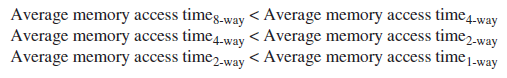 Average memory access time8-way < Average memory access time4-way
Average memory access time4-way < Average memory access time2-way
Average memory access time2-way < Average memory access time1-way